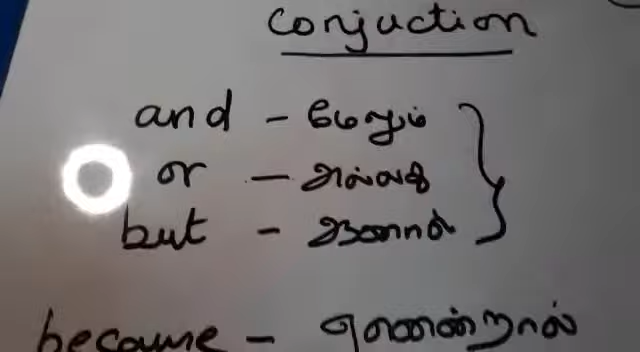 Conjuction
and - மேலும்
or - அல்லது
but - ஆனால்
because - ஏனென்றால்